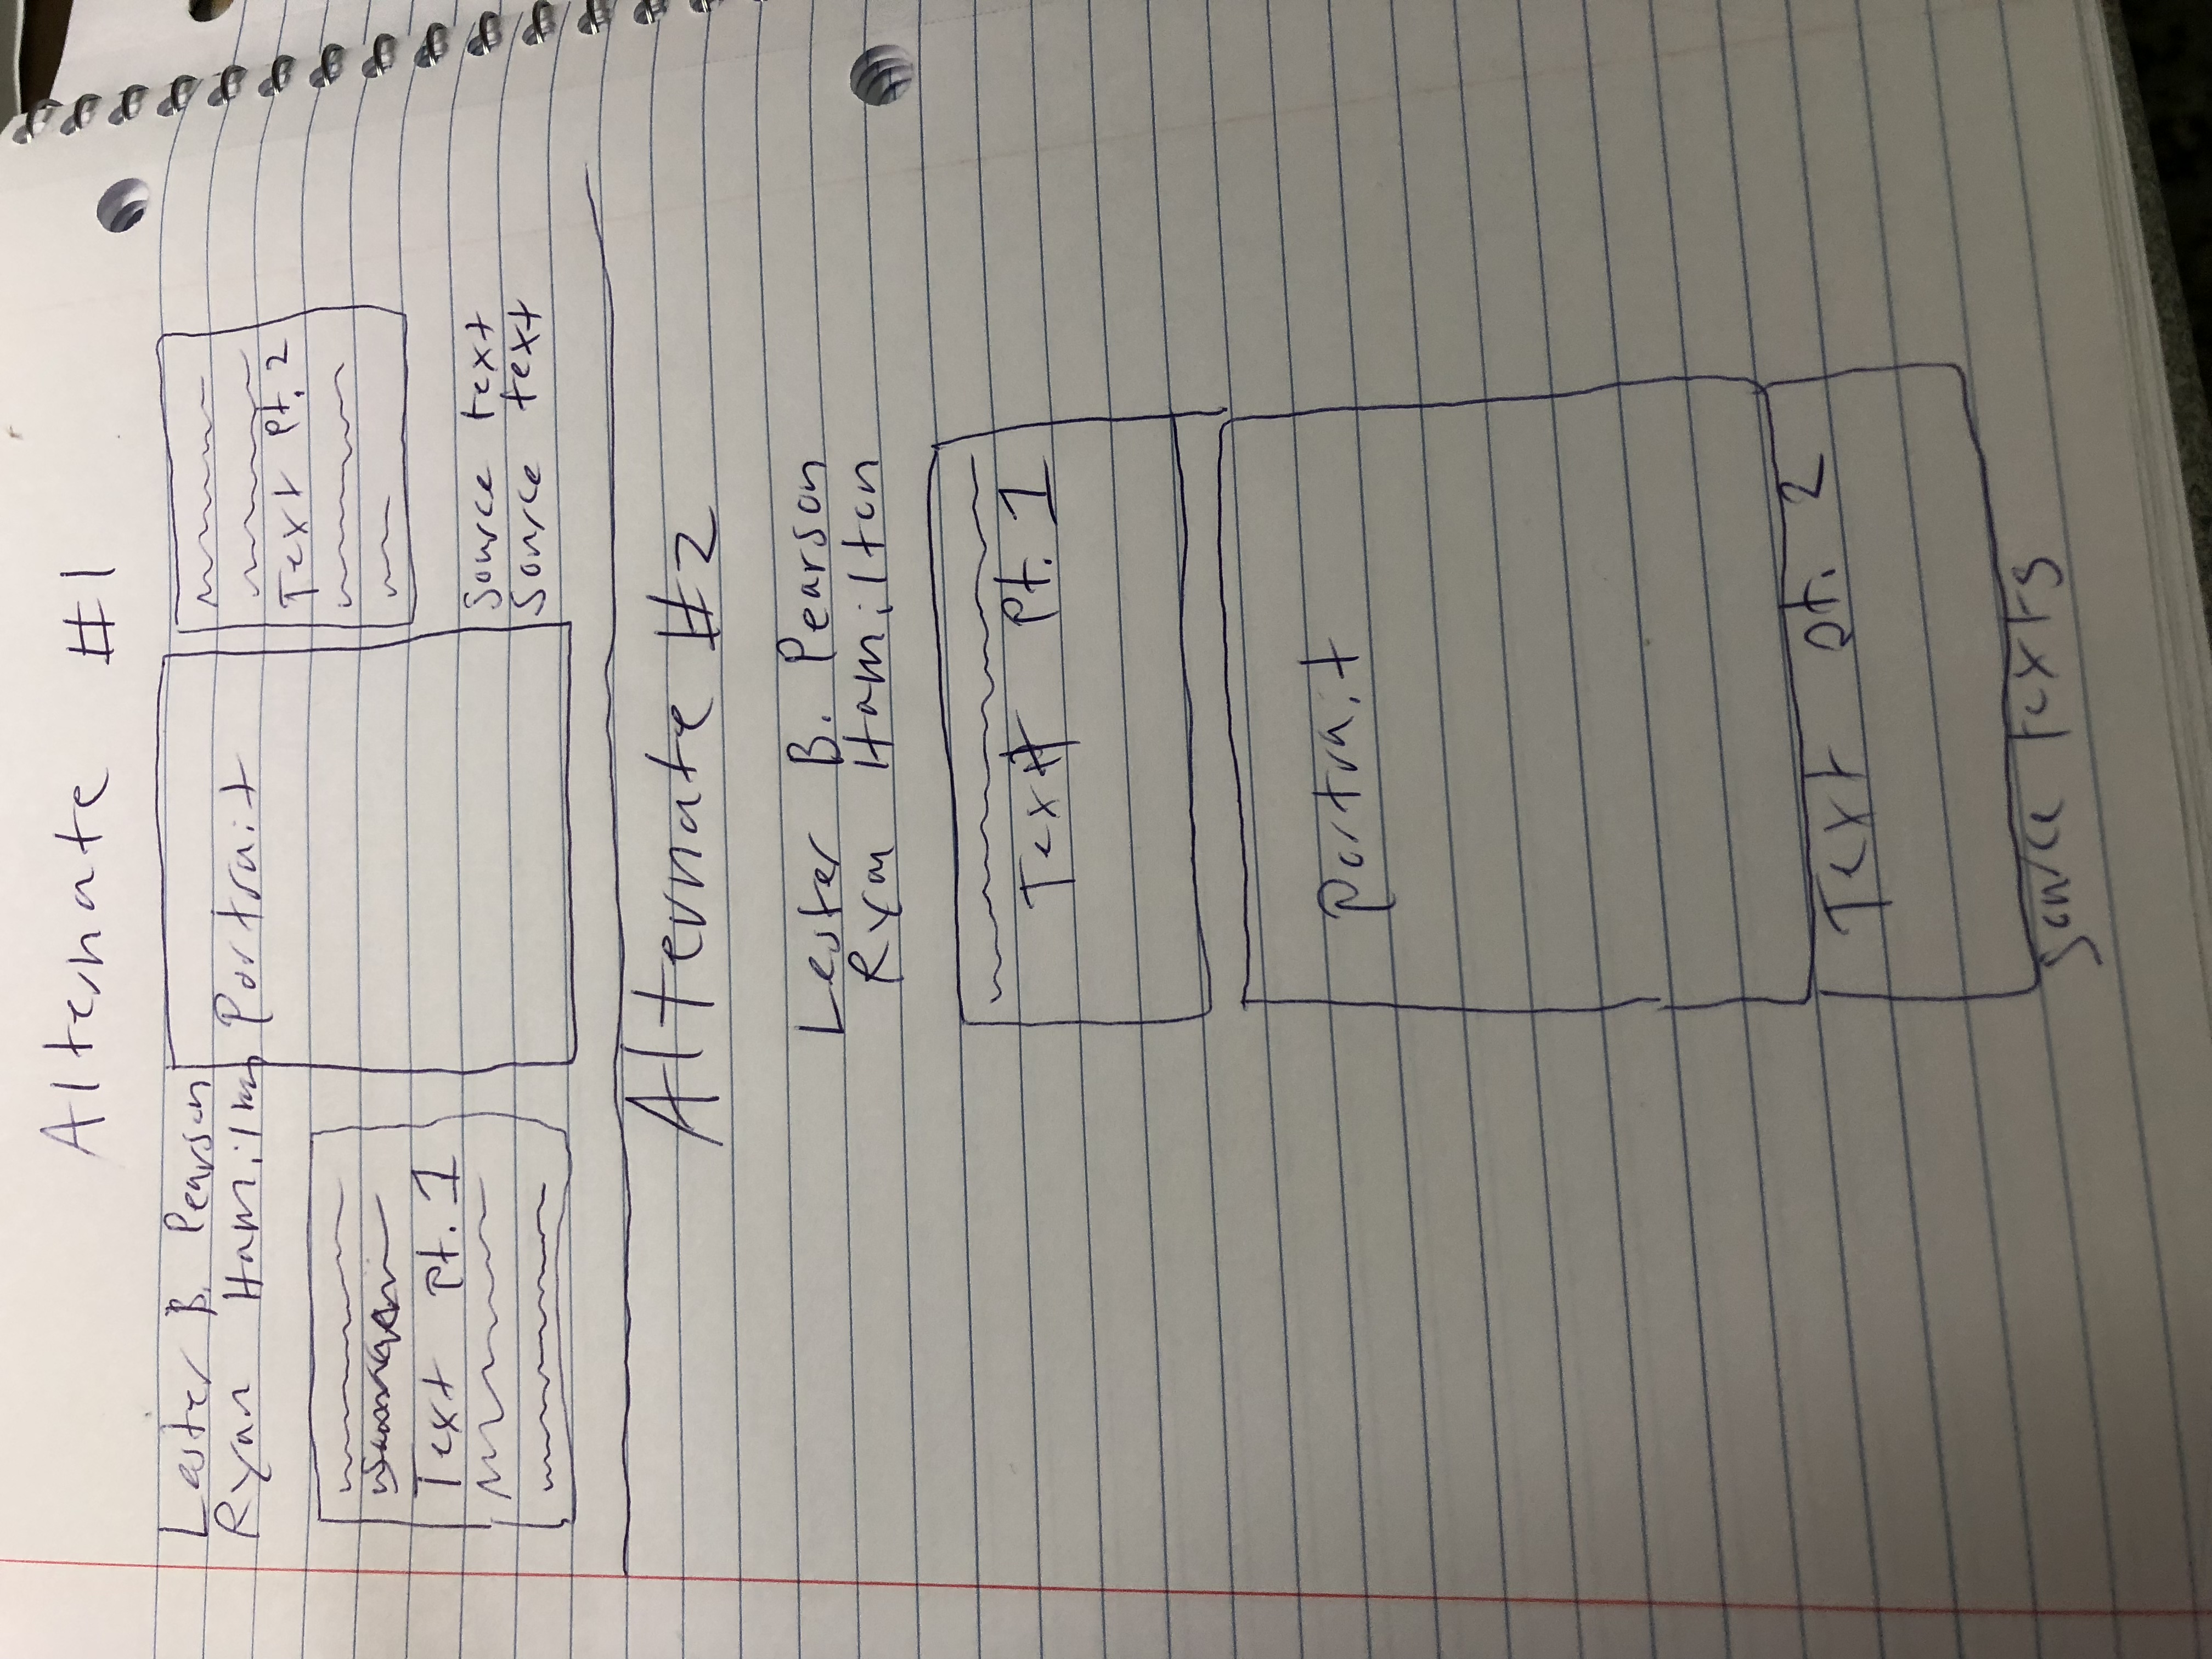 Alternate #1
Lester B. Pearson
Ryan Hamilton
Text pt. 1
Portrait
Text pt. 2
Source text
Source text
Alternate #2
Lester B. Pearson
Ryan Hamilton
Text pt. 1
Portrait
Text pt. 2
Source texts